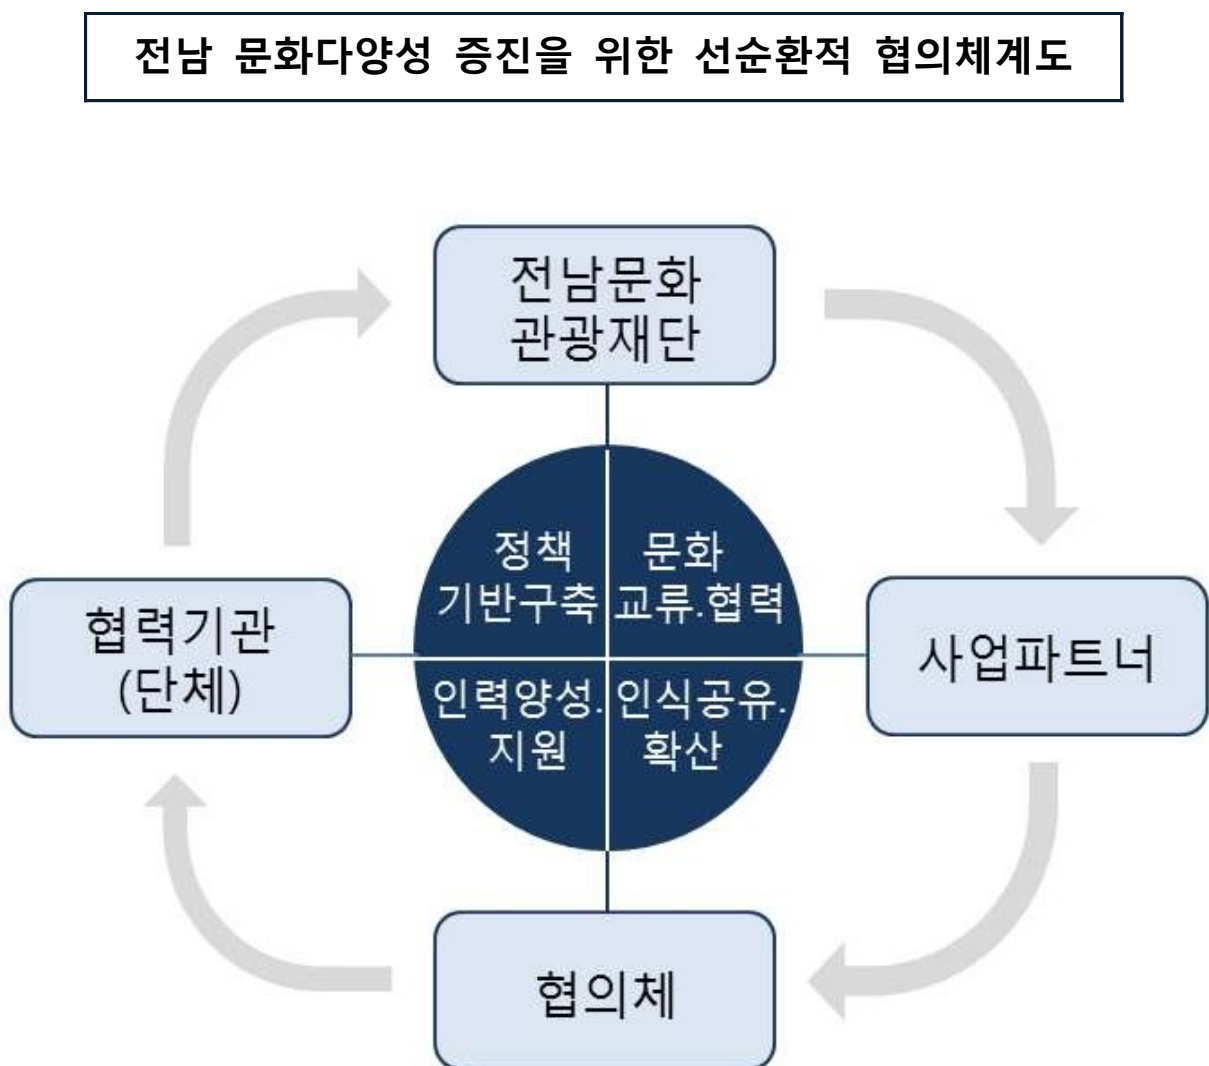 전남 문화다양성 증진을 위한 선순환적 협의체계도
전남문화
관광재단
정책
기반구축
문화
교류.협력
협력기관
(단체)
사업파트너
인력양성.
지원
인식공유.
확산
협의체